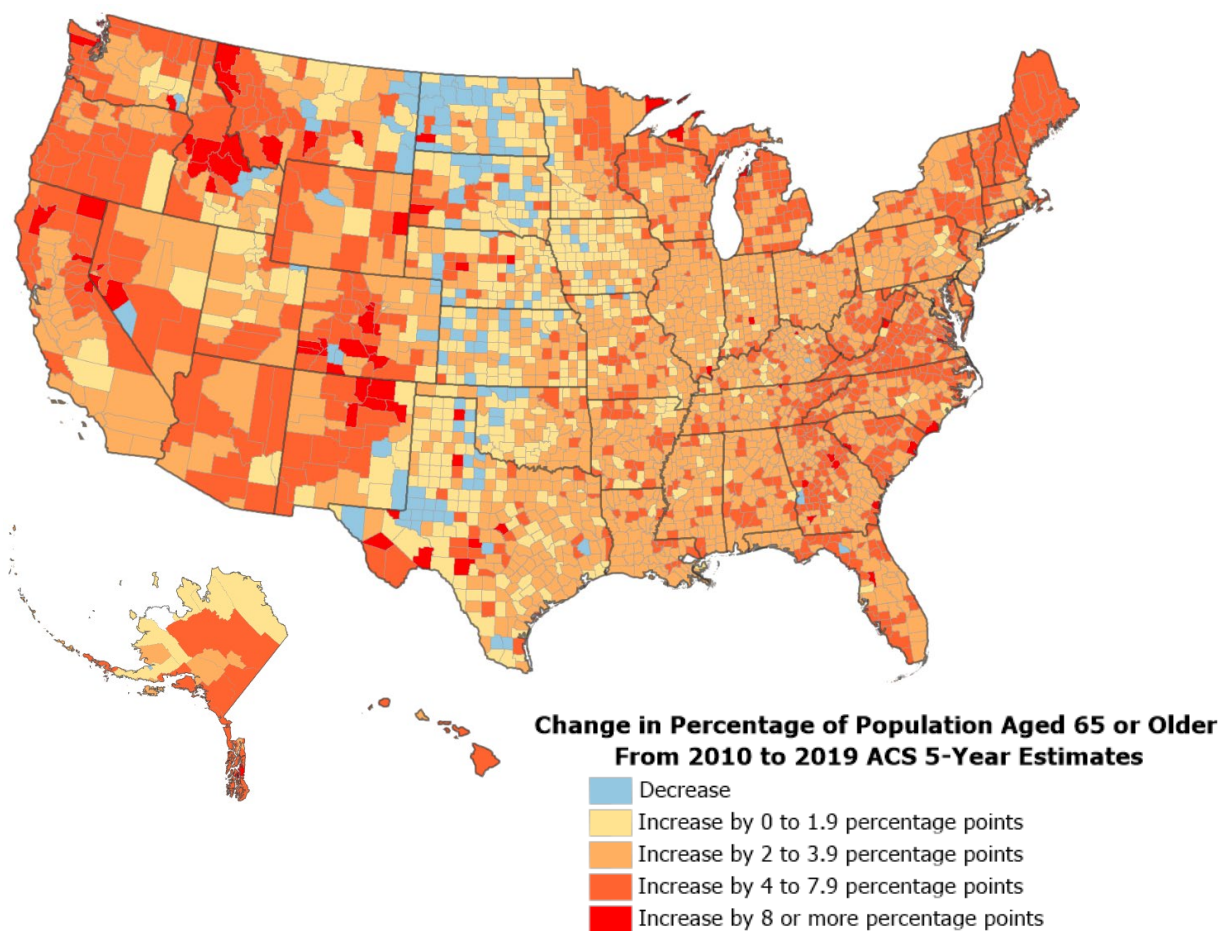 Change in Percentage of Population Aged 65 or Older
From 2010 to 2019 ACS 5-Year Estimates
Decrease
Increase by 0 to 1.9 percentage points
Increase by 2 to 3.9 percentage points
Increase by 4 to 7.9 percentage points
Increase by 8 or more percentage points